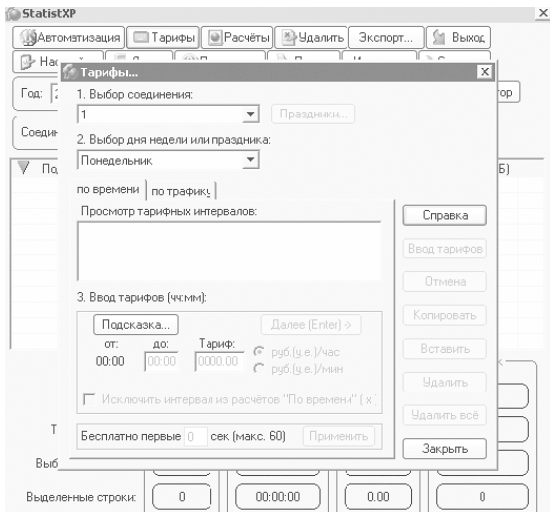 StatistXP
Автоматизация Тарифы Расчёты Удалить Экспорт... Выход
Год:
Тарифы...
1. Выбор соединения:
1 Праздники...
2. Выбор дня недели или праздника:
Понедельник
по времени по трафику
Просмотр тарифных интервалов:
Справка
Ввод тарифов
Отмена
3. Ввод тарифов (чч:мм):
Копировать
Подсказка... Далее (Enter) ->
от: до: Тариф:
00:00 00:00 0000.00 руб.(у.е.)/час
руб.(у.е.)/мин
Вставить
Удалить
Исключить интервал из расчётов "По времени" ( x
Удалить всё
Бесплатно первые 0 сек (макс. 60) Применить
Закрыть
Выделенные строки: 0 00:00:00 0.00 0